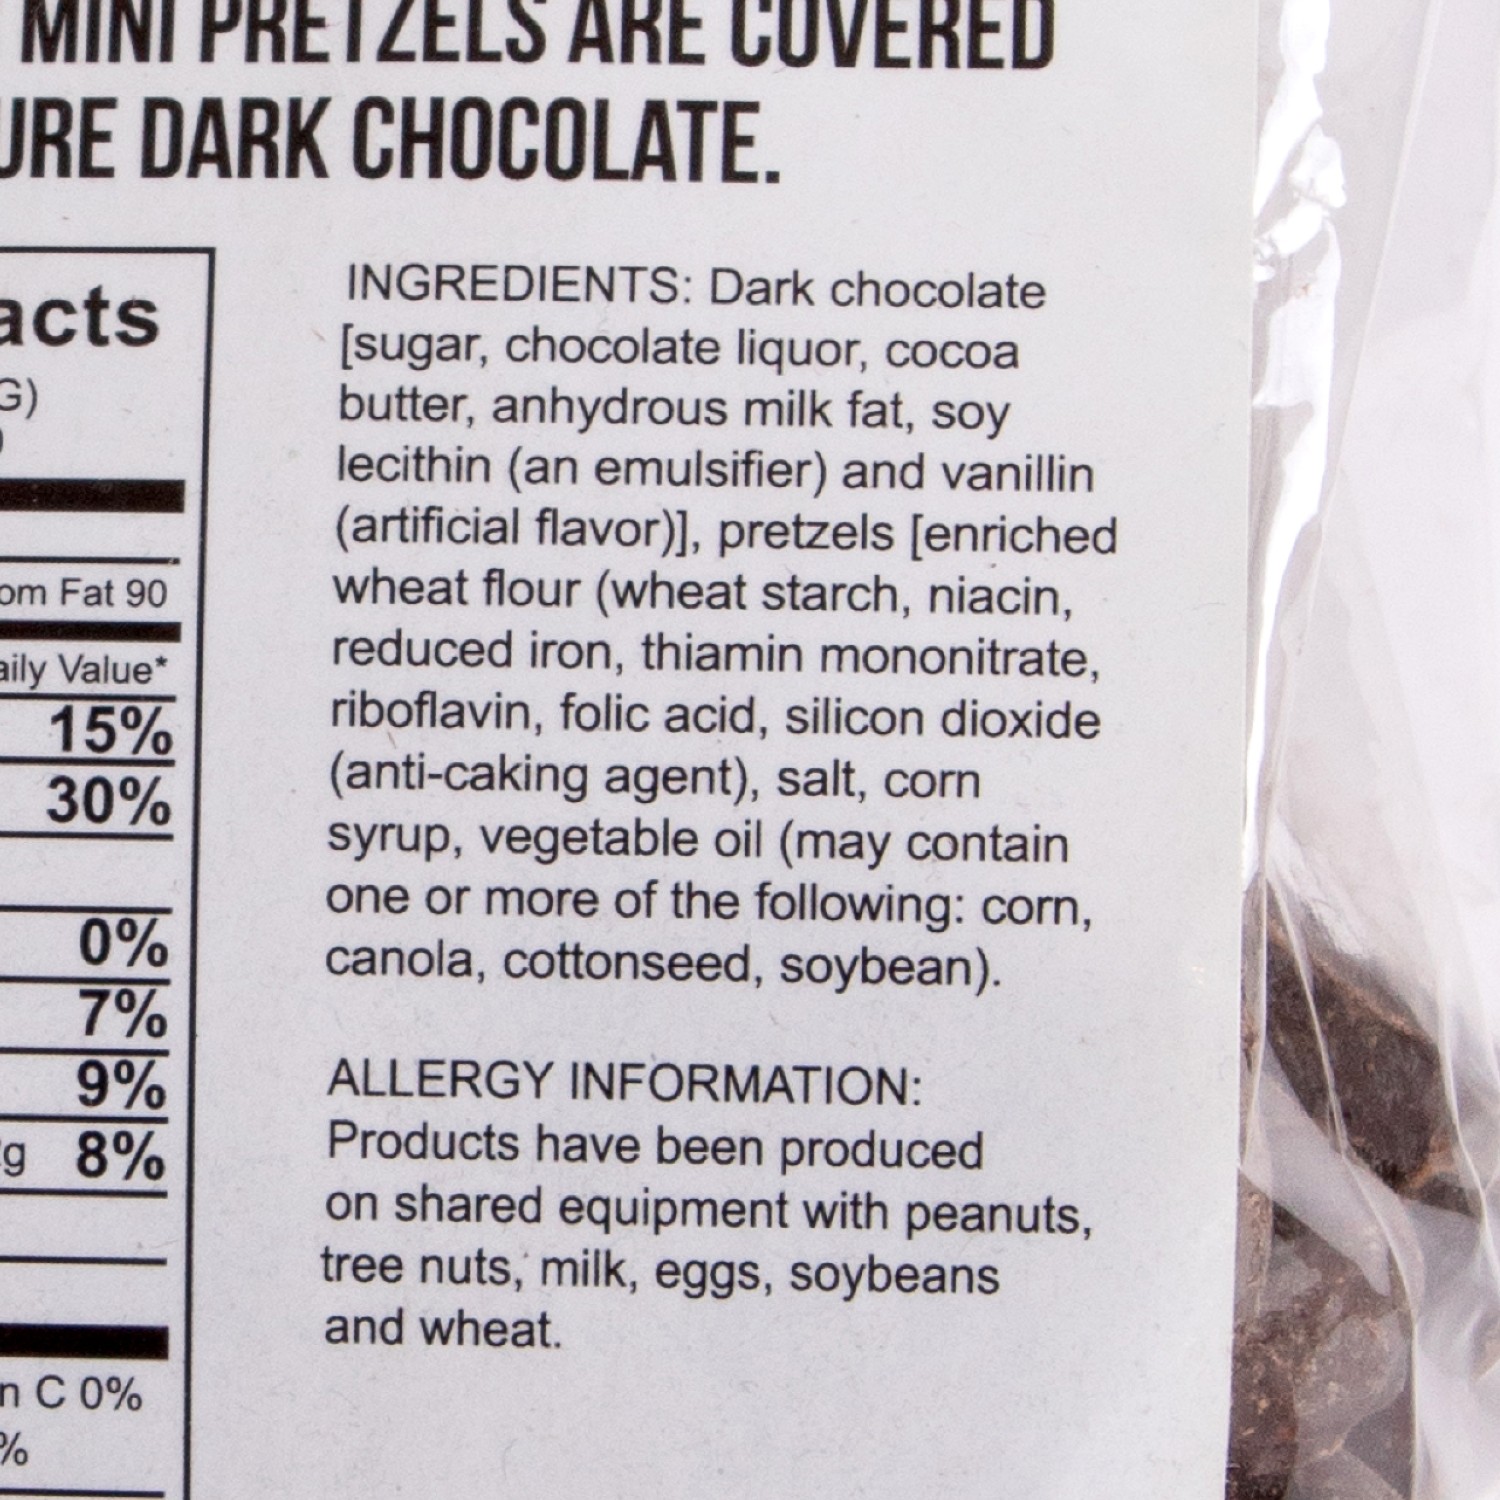 MINI PRETZELS ARE COVERED
URE DARK CHOCOLATE.
acts
G)
om Fat 90
aily Value*
15%
30%
0%
7%
9%
g 8%
n C 0%
%
INGREDIENTS: Dark chocolate
[sugar, chocolate liquor, cocoa
butter, anhydrous milk fat, soy
lecithin (an emulsifier) and vanillin
(artificial flavor)], pretzels [enriched
wheat flour (wheat starch, niacin,
reduced iron, thiamin mononitrate,
riboflavin, folic acid, silicon dioxide
(anti-caking agent), salt, corn
syrup, vegetable oil (may contain
one or more of the following: corn,
canola, cottonseed, soybean).
ALLERGY INFORMATION:
Products have been produced
on shared equipment with peanuts,
tree nuts, milk, eggs, soybeans
and wheat.